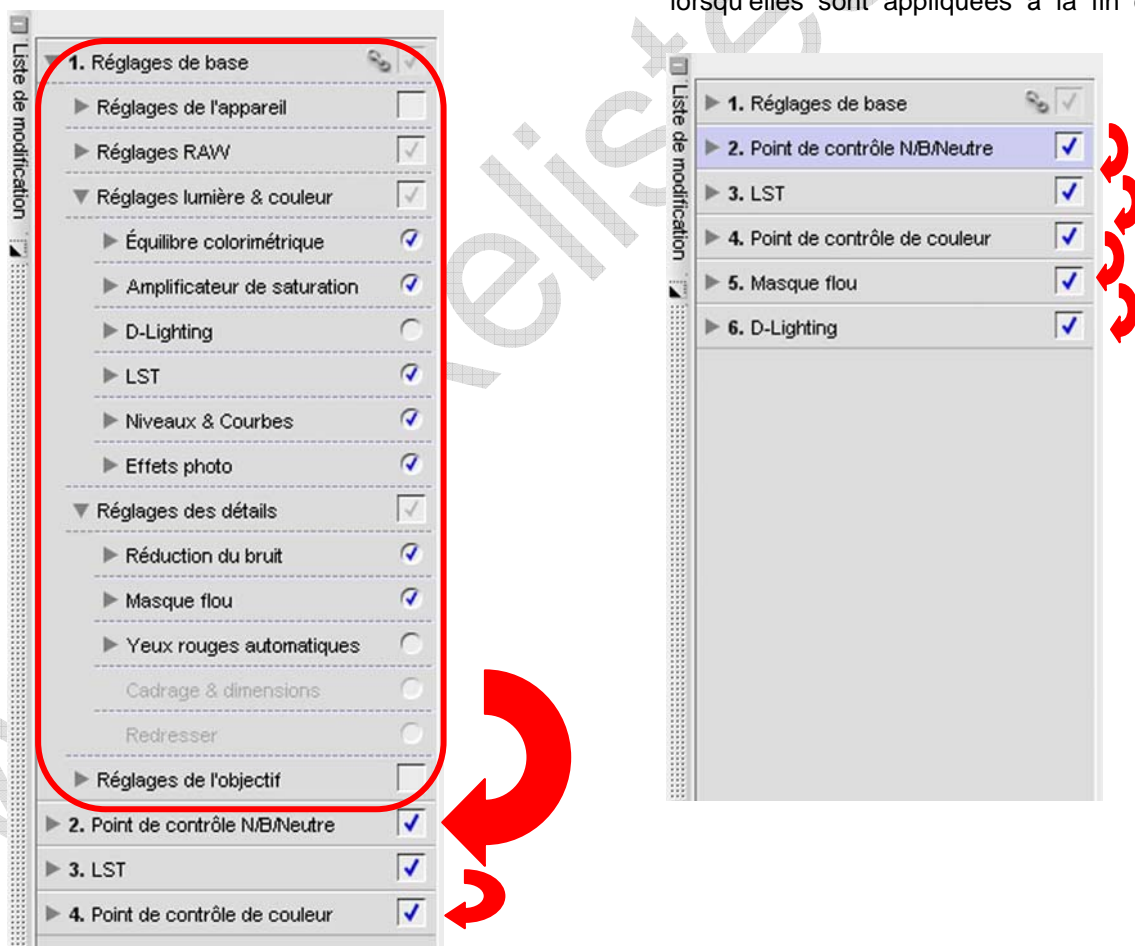 lorsqu'elles sont appliquées à la fin
Liste de modification
1. Réglages de base
Réglages de l'appareil
Réglages RAW
Réglages lumière & couleur
Équilibre colorimétrique
Amplificateur de saturation
D-Lighting
LST
Niveaux & Courbes
Effets photo
Réglages des détails
Réduction du bruit
Masque flou
Yeux rouges automatiques
Cadrage & dimensions
Redresser
Réglages de l'objectif
2. Point de contrôle N/B/Neutre
3. LST
4. Point de contrôle de couleur
Liste de modification
1. Réglages de base
2. Point de contrôle N/B/Neutre
3. LST
4. Point de contrôle de couleur
5. Masque flou
6. D-Lighting